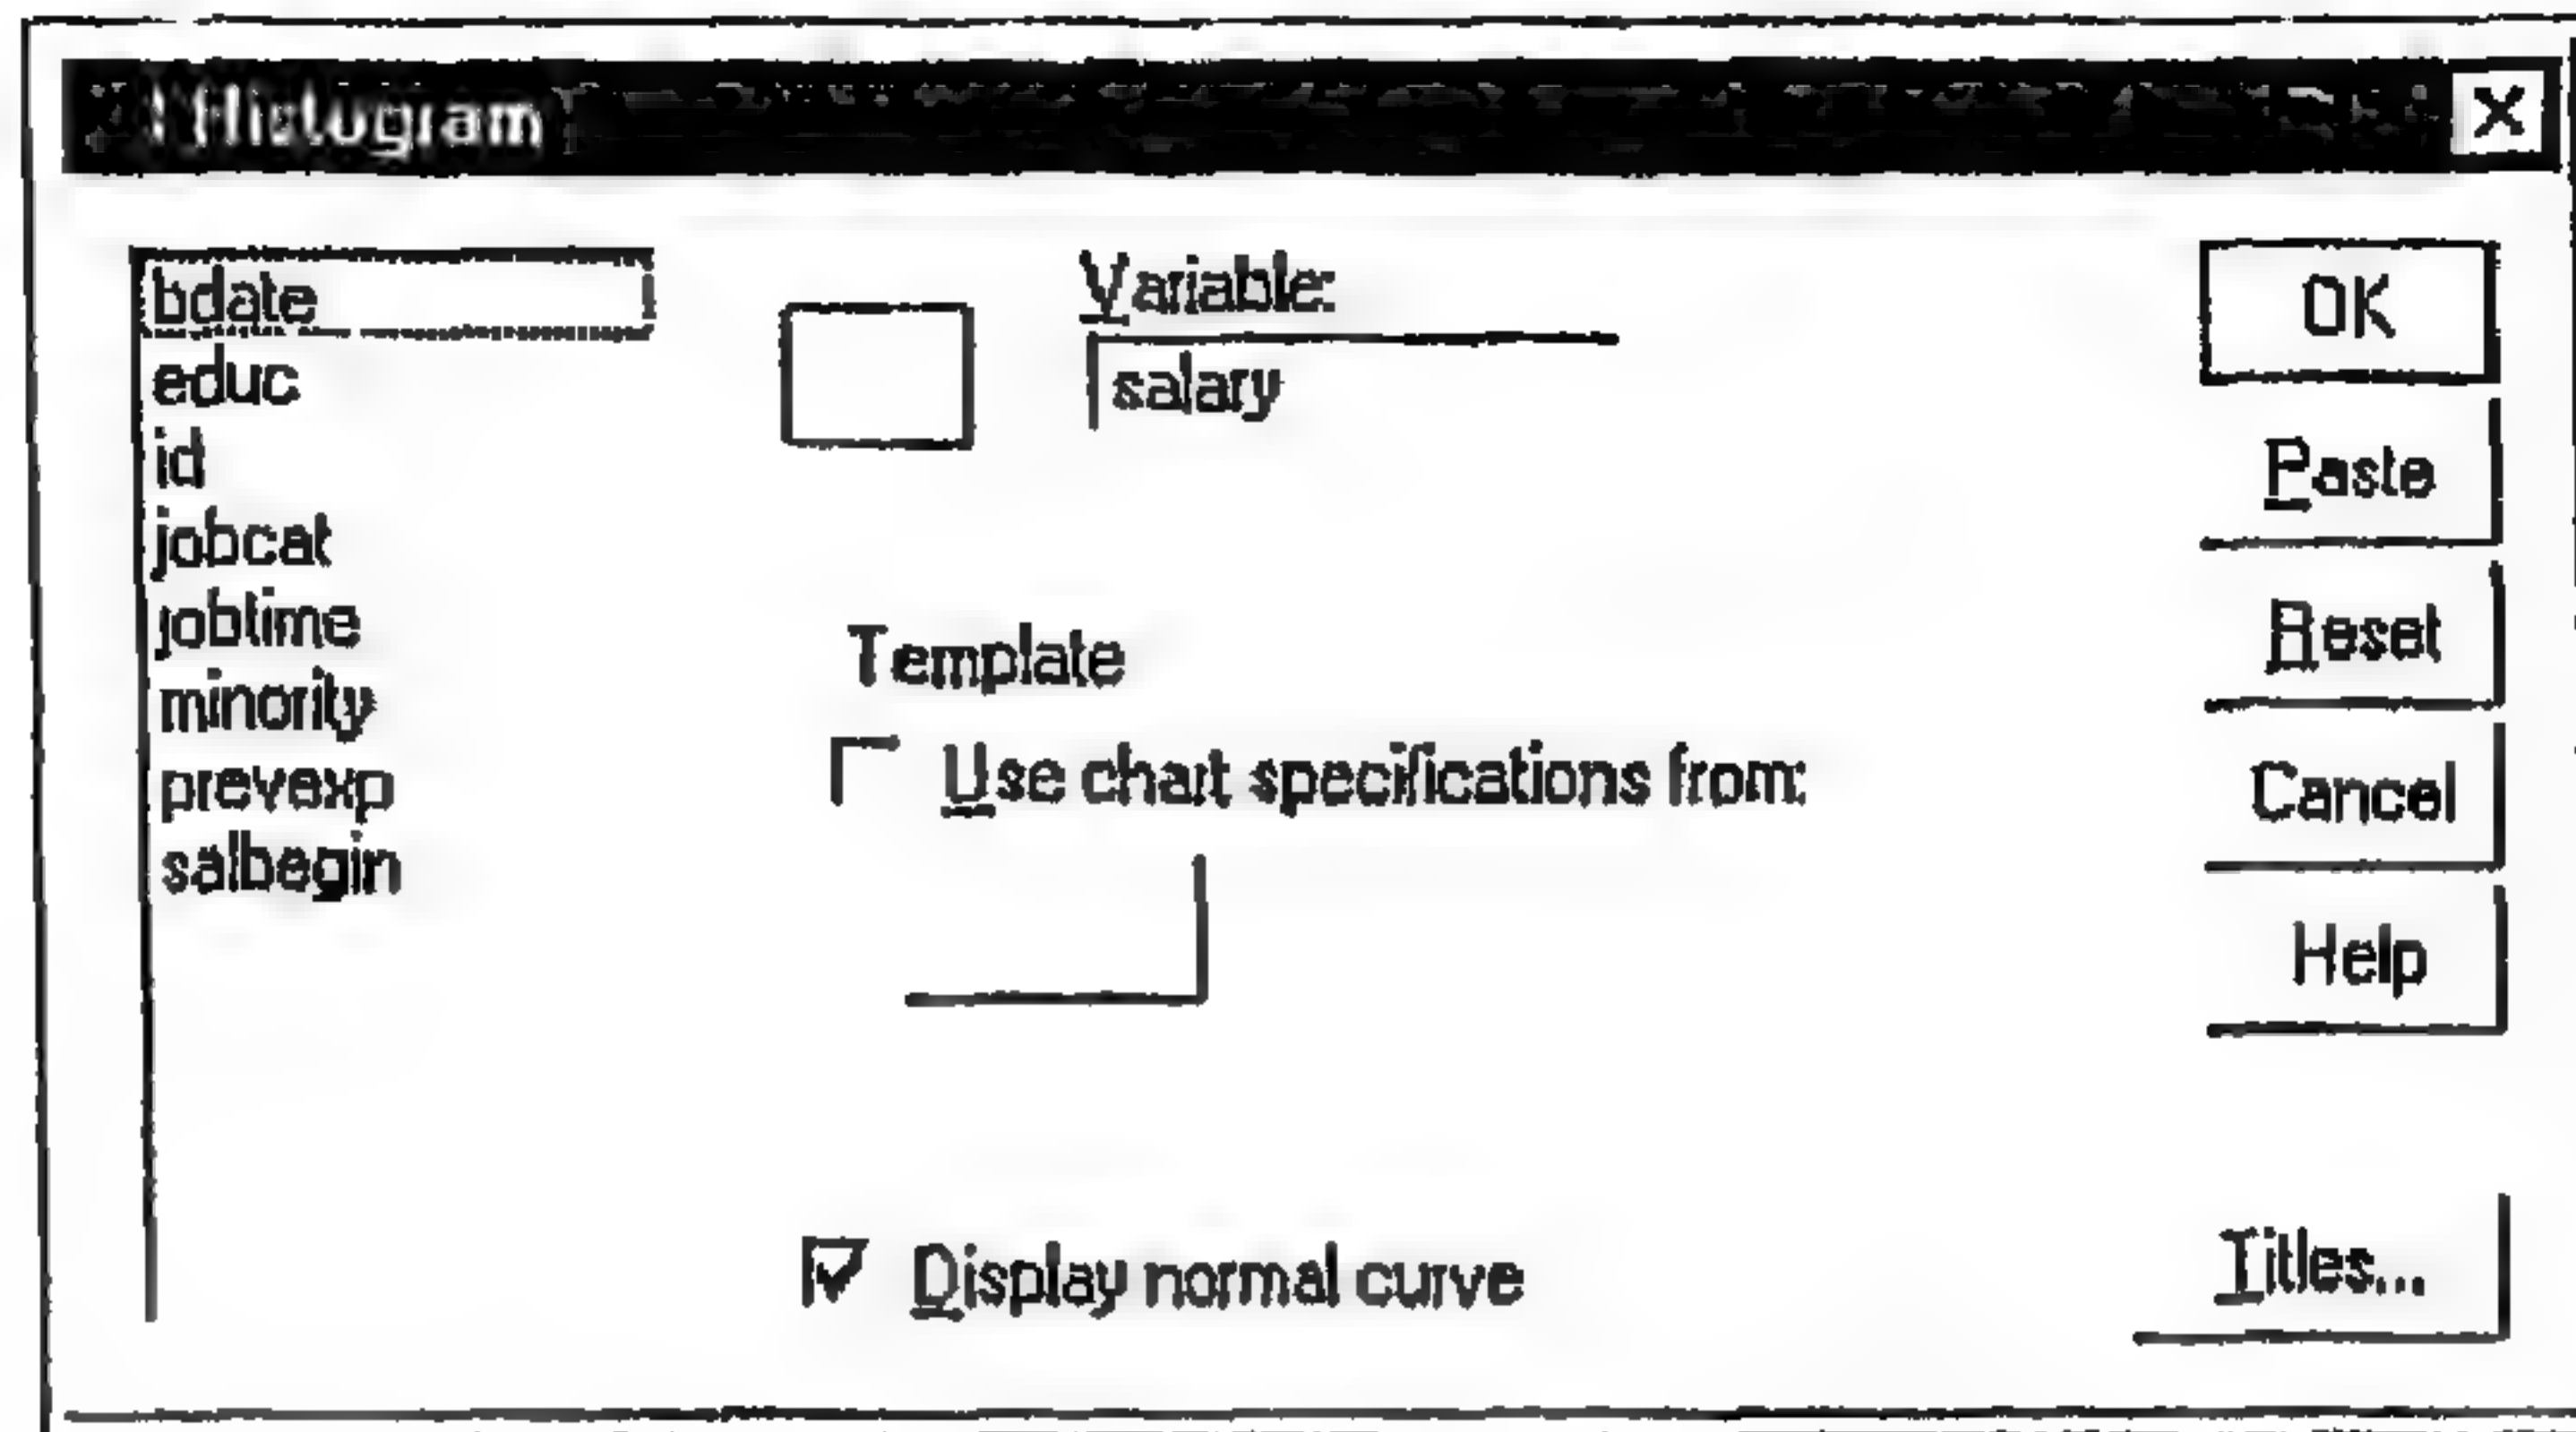 Histogram
bdate
educ
id
jobcat
jobtime
minority
prevexp
salbegin
Variable:
salary
Template
Use chart specifications from:
Display normal curve
OK
Paste
Reset
Cancel
Help
Titles...